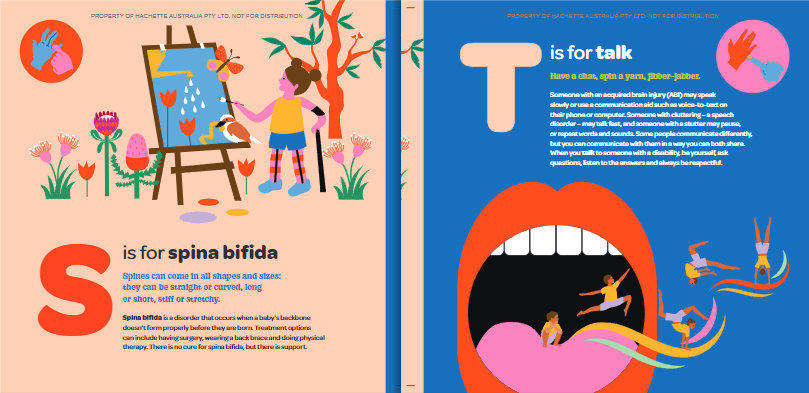 PROPERTY OF HACHETTE AUSTRALIA PTY LTD. NOT FOR DISTRIBUTION
S
is for spina bifida
Spines can come in all shapes and sizes:
they can be straight or curved, long
or short, stiff or stretchy.
Spina bifida is a disorder that occurs when a baby's backbone
doesn't form properly before they are born. Treatment options
can include having surgery, wearing a back brace and doing physical
therapy. There is no cure for spina bifida, but there is support.
PROPERTY OF HACHETTE AUSTRALIA PTY LTD. NOT FOR DISTRIBUTION
T
is for talk
Have a chat, spin a yarn, jibber-jabber.
Someone with an acquired brain injury (ABI) may speak
slowly or use a communication aid such as voice-to-text on
their phone or computer. Someone with cluttering – a speech
disorder – may talk fast, and someone with a stutter may pause,
or repeat words and sounds. Some people communicate differently,
but you can communicate with them in a way you can both share.
When you talk to someone with a disability, be yourself, ask
questions, listen to the answers and always be respectful.